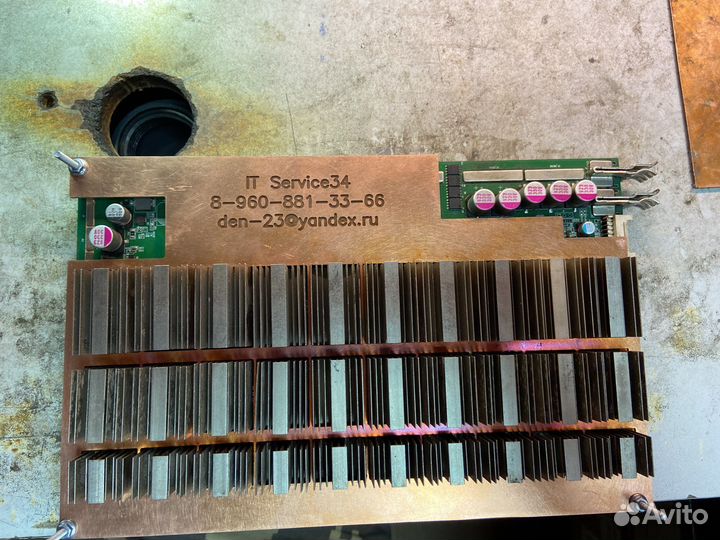 IT Service34
8-960-881-33-66
den-23@yandex.ru
Avito